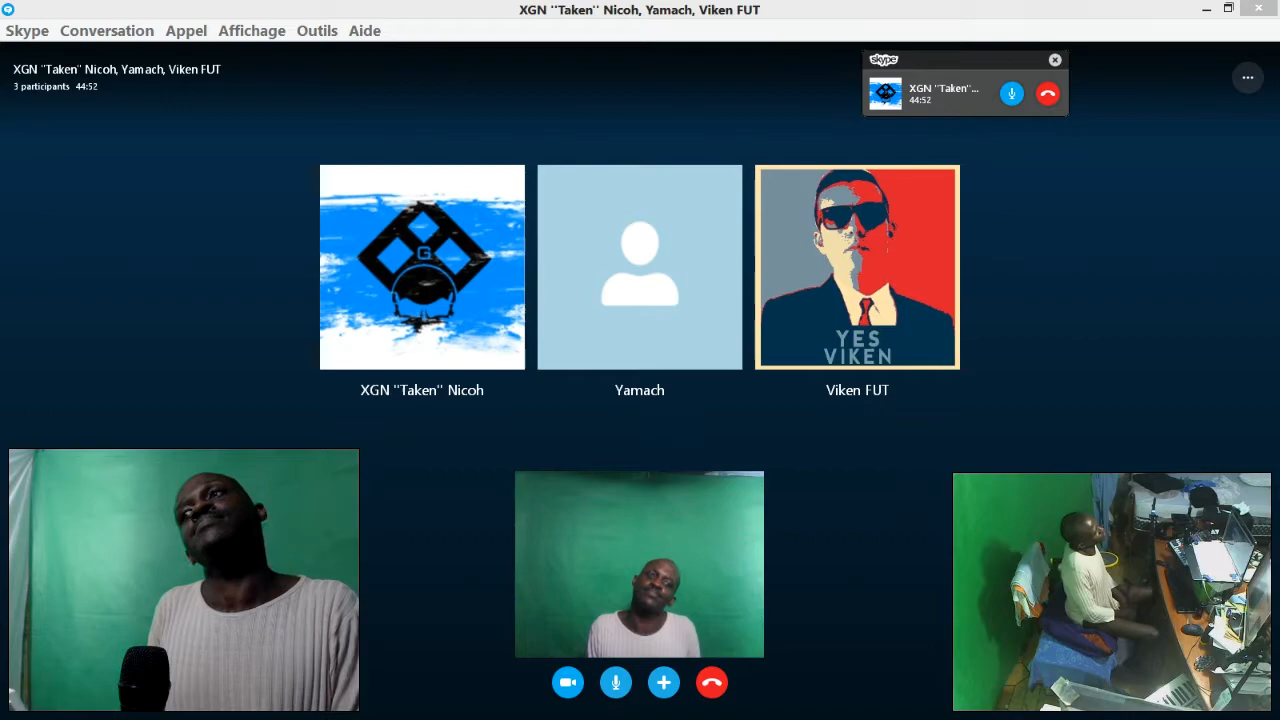 XGN "Taken" Nicoh, Yamach, Viken FUT
Skype Conversation Appel Affichage Outils Aide
XGN "Taken" Nicoh, Yamach, Viken FUT
3 participants 44:52
skype
XGN "Taken"...
44:52
G
YES
VIKEN
XGN "Taken" Nicoh
Yamach
Viken FUT